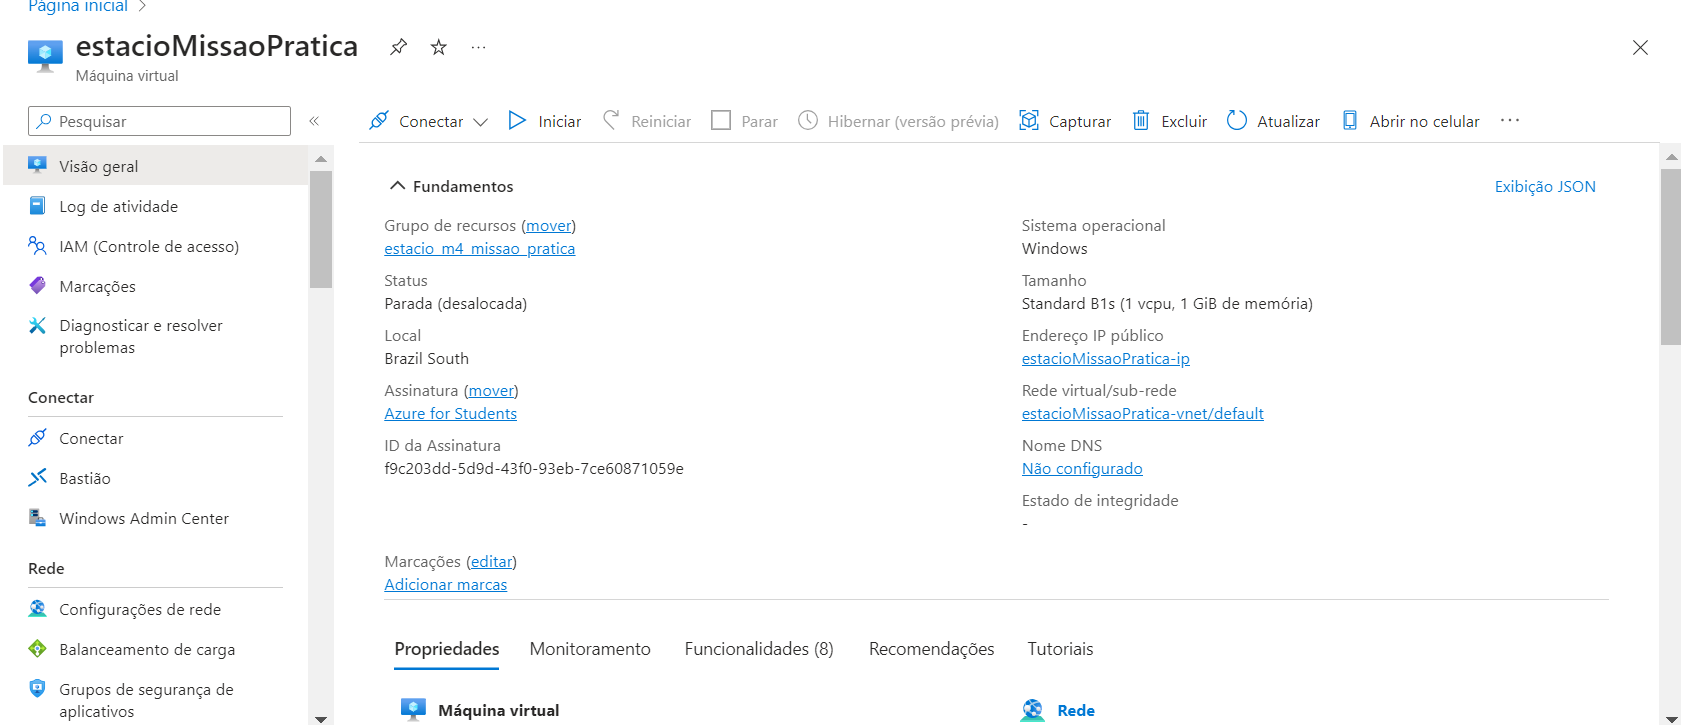 Página inicial
estacioMissaoPratica
Máquina virtual
Pesquisar
Conectar
Iniciar
Reiniciar
Parar
Hibernar (versão prévia)
Capturar
Excluir
Atualizar
Abrir no celular
Visão geral
Log de atividade
IAM (Controle de acesso)
Marcações
Diagnosticar e resolver
problemas
Conectar
Conectar
Bastião
Windows Admin Center
Rede
Configurações de rede
Balanceamento de carga
Grupos de segurança de
aplicativos
Fundamentos
Exibição JSON
Grupo de recursos (mover)
estacio_m4_missao_pratica
Status
Parada (desalocada)
Local
Brazil South
Assinatura (mover)
Azure for Students
ID da Assinatura
f9c203dd-5d9d-43f0-93eb-7ce60871059e
Sistema operacional
Windows
Tamanho
Standard B1s (1 vcpu, 1 GiB de memória)
Endereço IP público
estacioMissaoPratica-ip
Rede virtual/sub-rede
estacioMissaoPratica-vnet/default
Nome DNS
Não configurado
Estado de integridade
-
Marcações (editar)
Adicionar marcas
Propriedades
Monitoramento
Funcionalidades (8)
Recomendações
Tutoriais
Máquina virtual
Rede